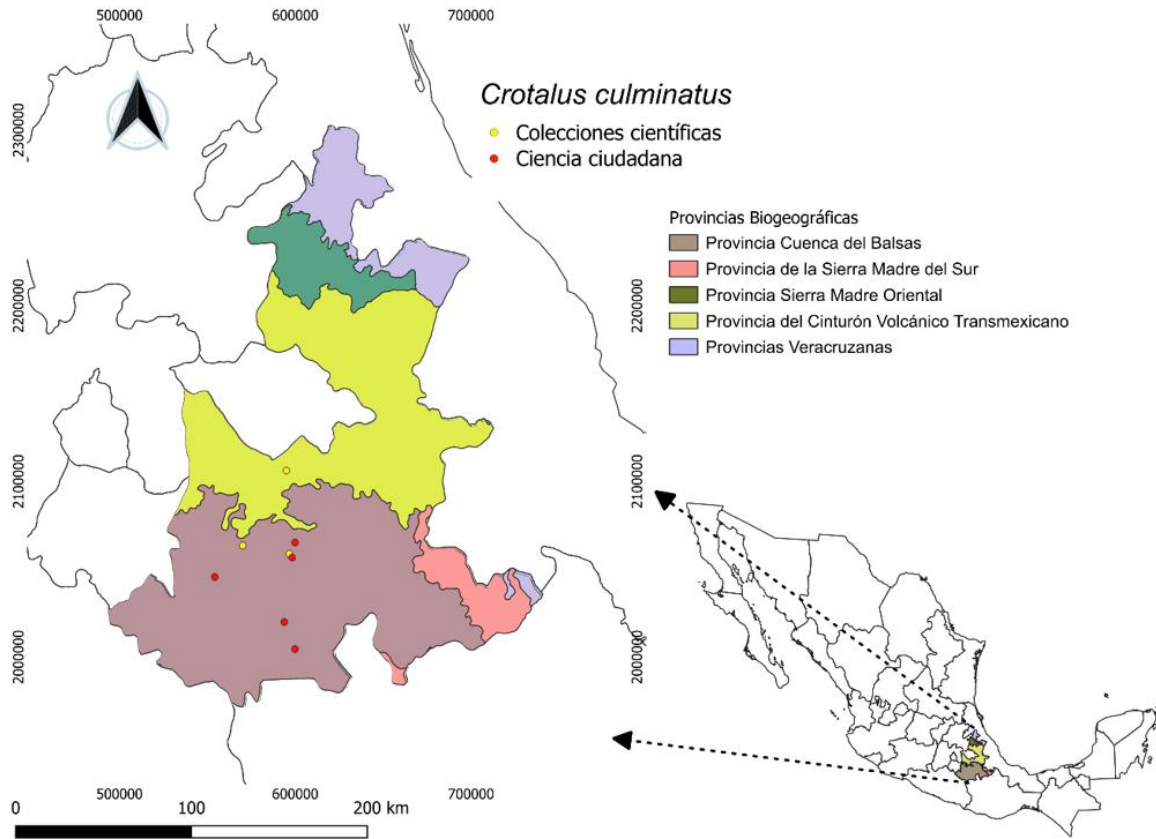 500000 600000 700000
Crotalus culminatus
Colecciones científicas
Ciencia ciudadana
2300000
Provincias Biogeográficas
Provincia Cuenca del Balsas
Provincia de la Sierra Madre del Sur
Provincia Sierra Madre Oriental
Provincia del Cinturón Volcánico Transmexicano
Provincias Veracruzanas
2200000 2200000
2100000 2100000
2000000 2000000
500000 600000 700000
0 100 200 km